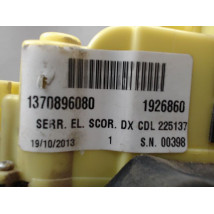 1370896080 1926860
SERR. EL. SCOR. DX CDL 225137
19/10/2013 1 S.N. 00398